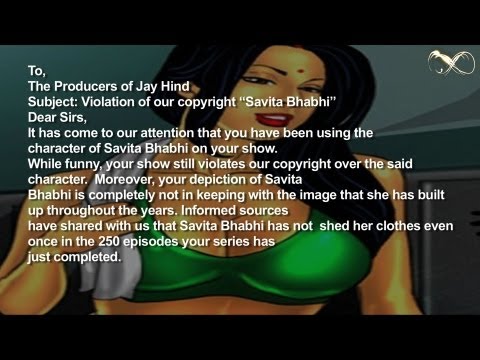 To,
The Producers of Jay Hind
Subject: Violation of our copyright “Savita Bhabhi”
Dear Sirs,
It has come to our attention that you have been using the
character of Savita Bhabhi on your show.
While funny, your show still violates our copyright over the said
character.  Moreover, your depiction of Savita
Bhabhi is completely not in keeping with the image that she has built
up throughout the years. Informed sources
have shared with us that Savita Bhabhi has not  shed her clothes even
once in the 250 episodes your series has
just completed.